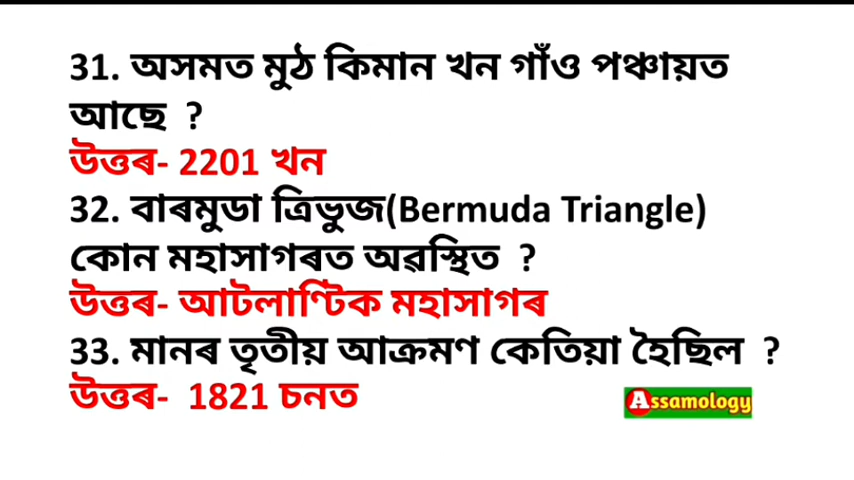 31. অসমত মুঠ কিমান খন গাঁও পঞ্চায়ত
আছে ?
উত্তৰ- 2201 খন
32. বাৰমুডা ত্ৰিভুজ(Bermuda Triangle)
কোন মহাসাগৰত অৱস্থিত ?
উত্তৰ- আটলাণ্টিক মহাসাগৰ
33. মানৰ তৃতীয় আক্ৰমণ কেতিয়া হৈছিল ?
উত্তৰ- 1821 চনত
Assamology